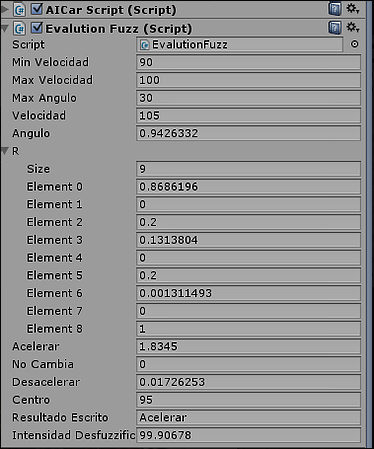 AICar Script (Script)
Evalution Fuzz (Script)
Script EvalutionFuzz
Min Velocidad 90
Max Velocidad 100
Max Angulo 30
Velocidad 105
Angulo 0.9426332
R
Size 9
Element 0 0.8686196
Element 1 0
Element 2 0.2
Element 3 0.1313804
Element 4 0
Element 5 0.2
Element 6 0.001311493
Element 7 0
Element 8 1
Acelerar 1.8345
No Cambia 0
Desacelerar 0.01726253
Centro 95
Resultado Escrito Acelerar
Intensidad Desfuzzific 99.90678